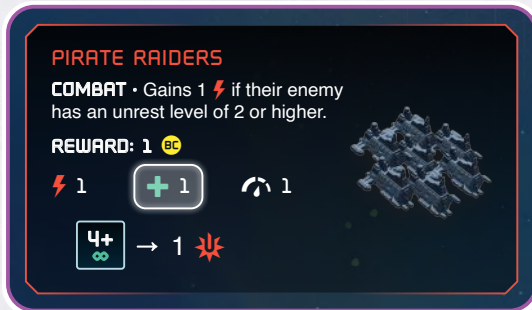 PIRATE RAIDERS
COMBAT • Gains 1 if their enemy
has an unrest level of 2 or higher.
REWARD: 1 BC
1 + 1 1
4+
∞ → 1